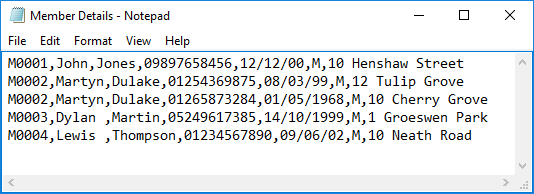 Member Details - Notepad
File Edit Format View Help
M0001,John,Jones,09897658456,12/12/00,M,10 Henshaw Street
M0002,Martyn,Dulake,01254369875,08/03/99,M,12 Tulip Grove
M0002,Martyn,Dulake,01265873284,01/05/1968,M,10 Cherry Grove
M0003,Dylan ,Martin,05249617385,14/10/1999,M,1 Groeswen Park
M0004,Lewis ,Thompson,01234567890,09/06/02,M,10 Neath Road